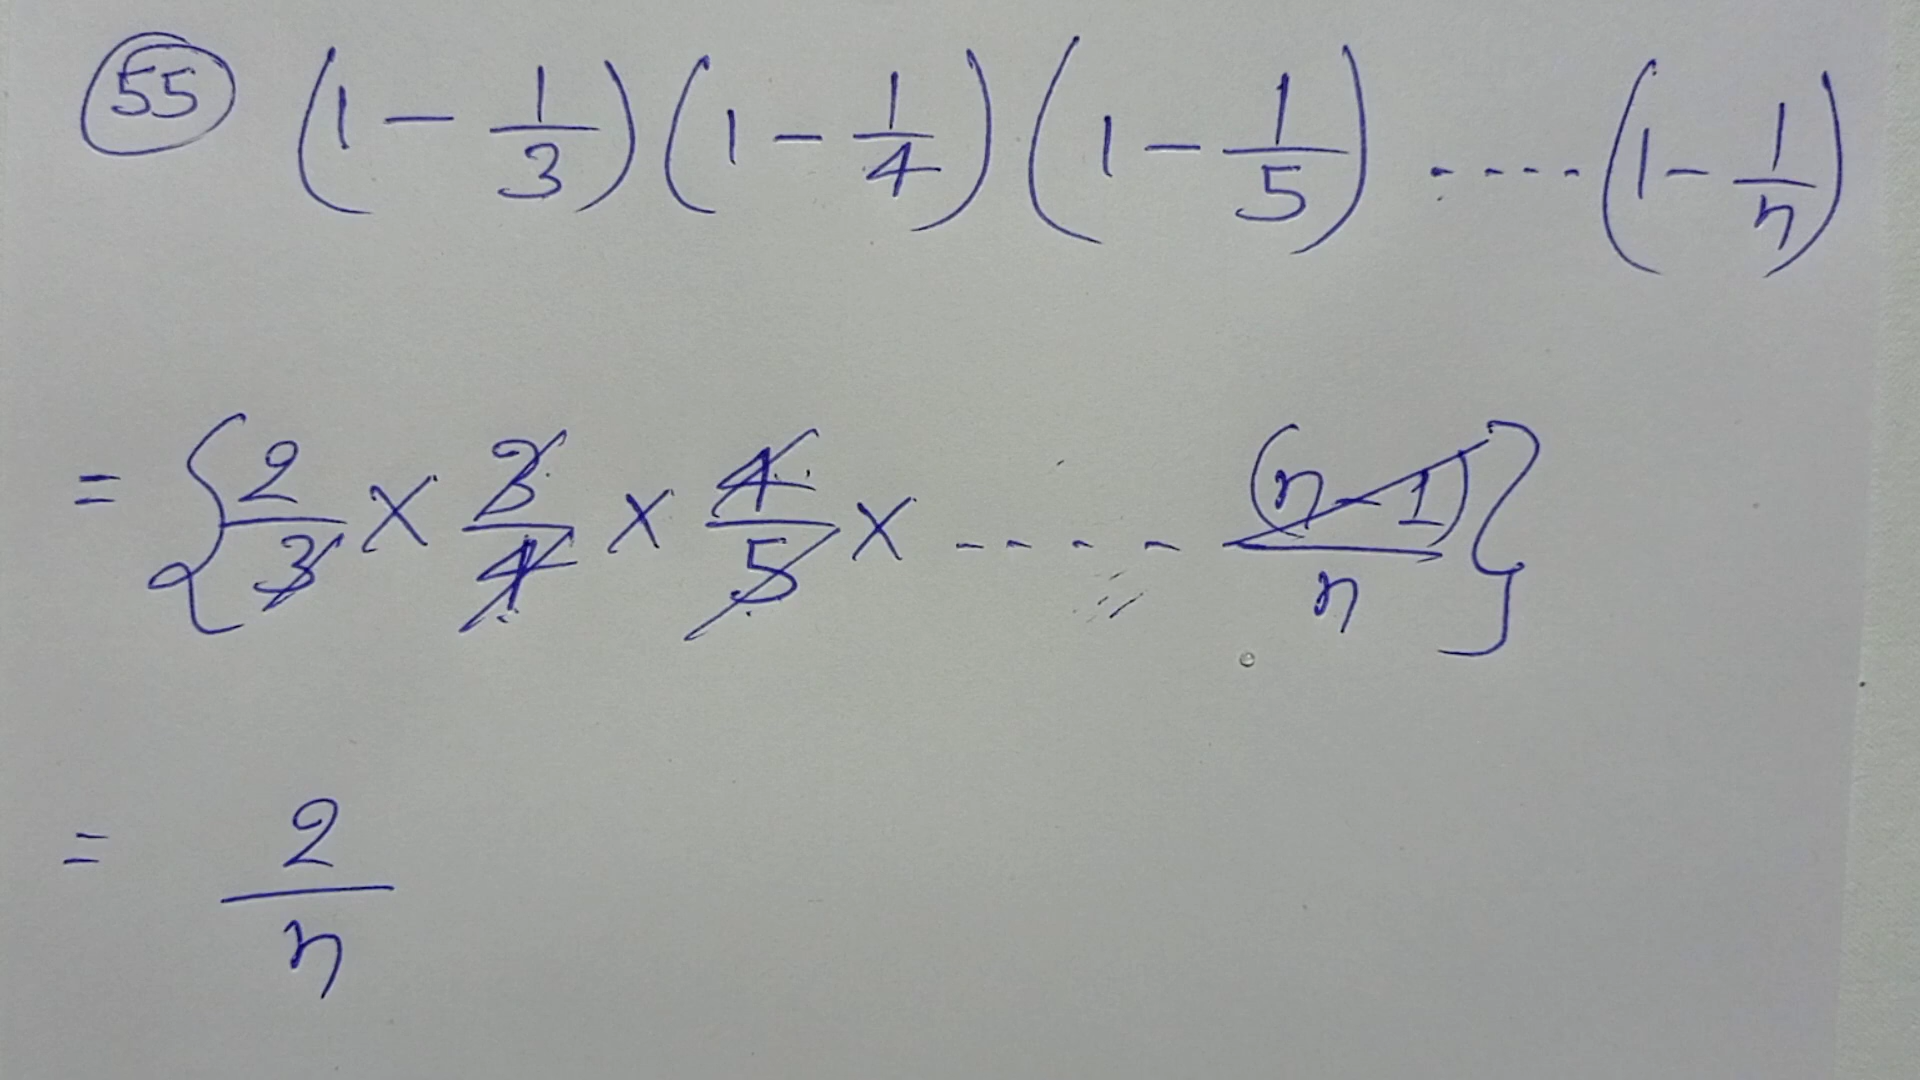 55 (1 - 1/3) (1 - 1/4) (1 - 1/5) ..... (1 - 1/n)
= { 2/3 × 3/4 × 4/5 × ---- (n-1)/n }
= 2/n